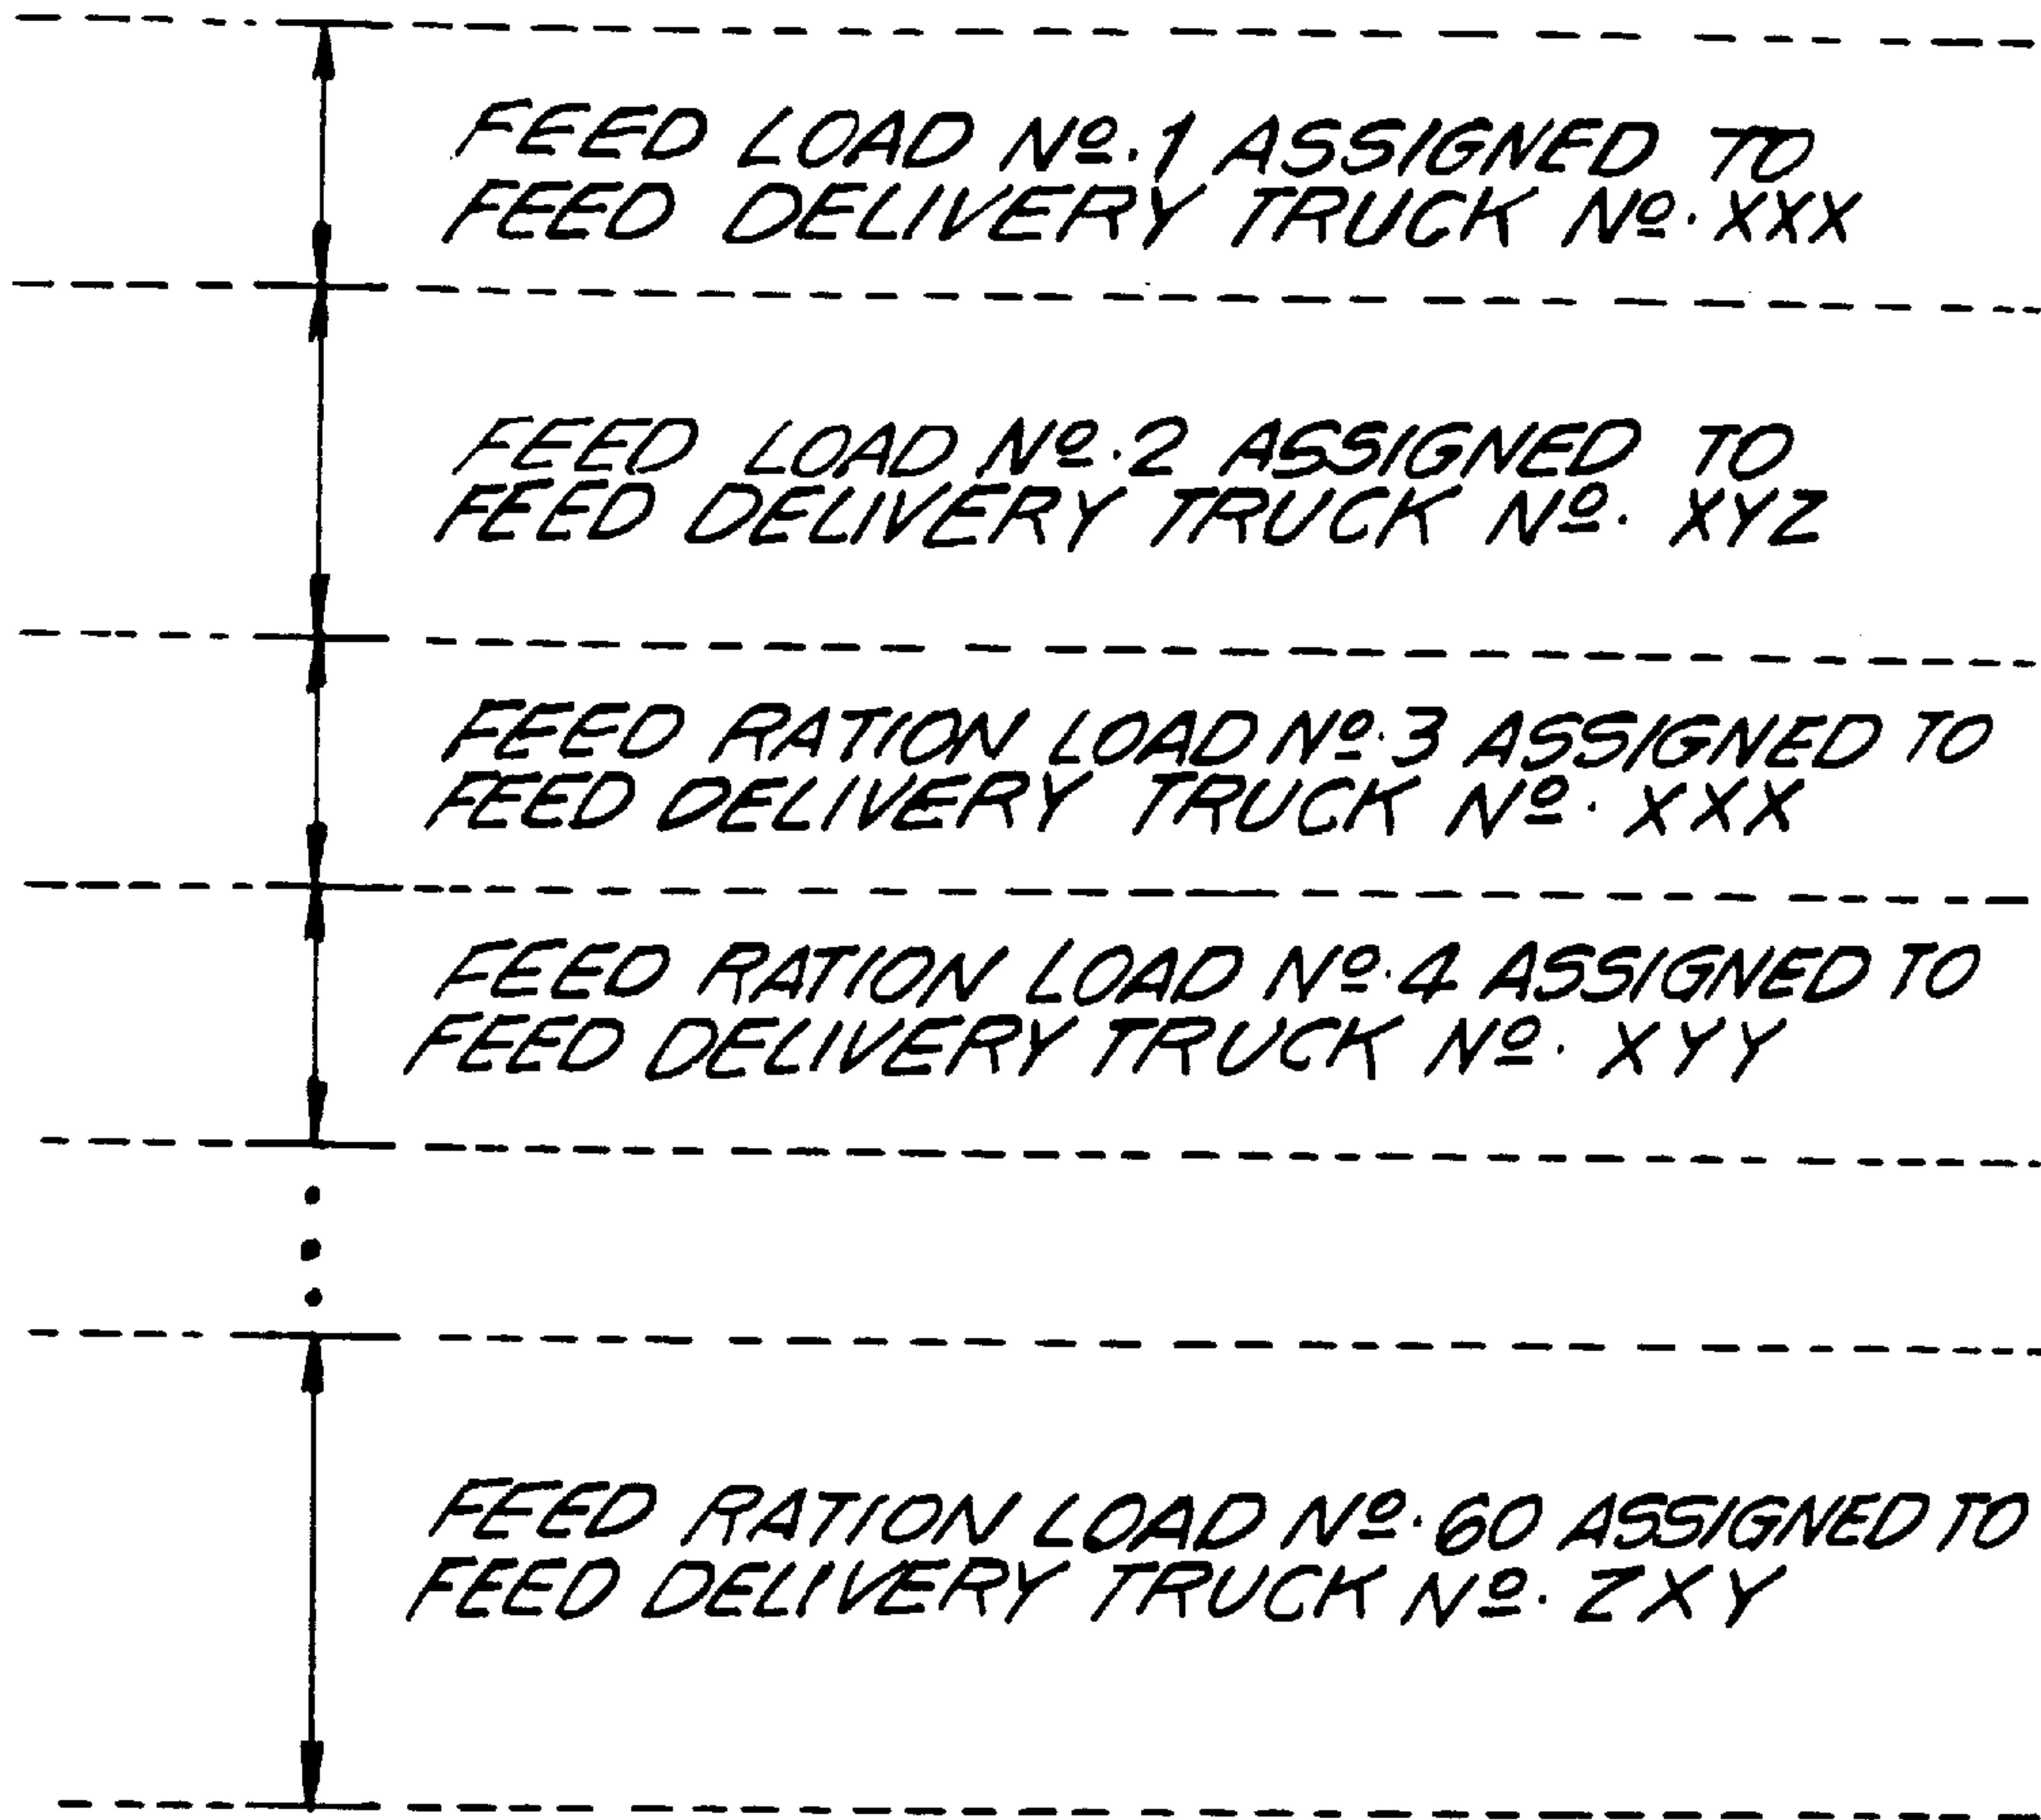 FEED LOAD Nº.1 ASSIGNED TO
FEED DELIVERY TRUCK Nº.XXX
FEED LOAD Nº.2 ASSIGNED TO
FEED DELIVERY TRUCK Nº. XYZ
FEED RATION LOAD Nº.3 ASSIGNED TO
FEED DELIVERY TRUCK Nº. XXX
FEED RATION LOAD Nº.4 ASSIGNED TO
FEED DELIVERY TRUCK Nº. XYY
FEED RATION LOAD Nº.60 ASSIGNED TO
FEED DELIVERY TRUCK Nº. ZXY